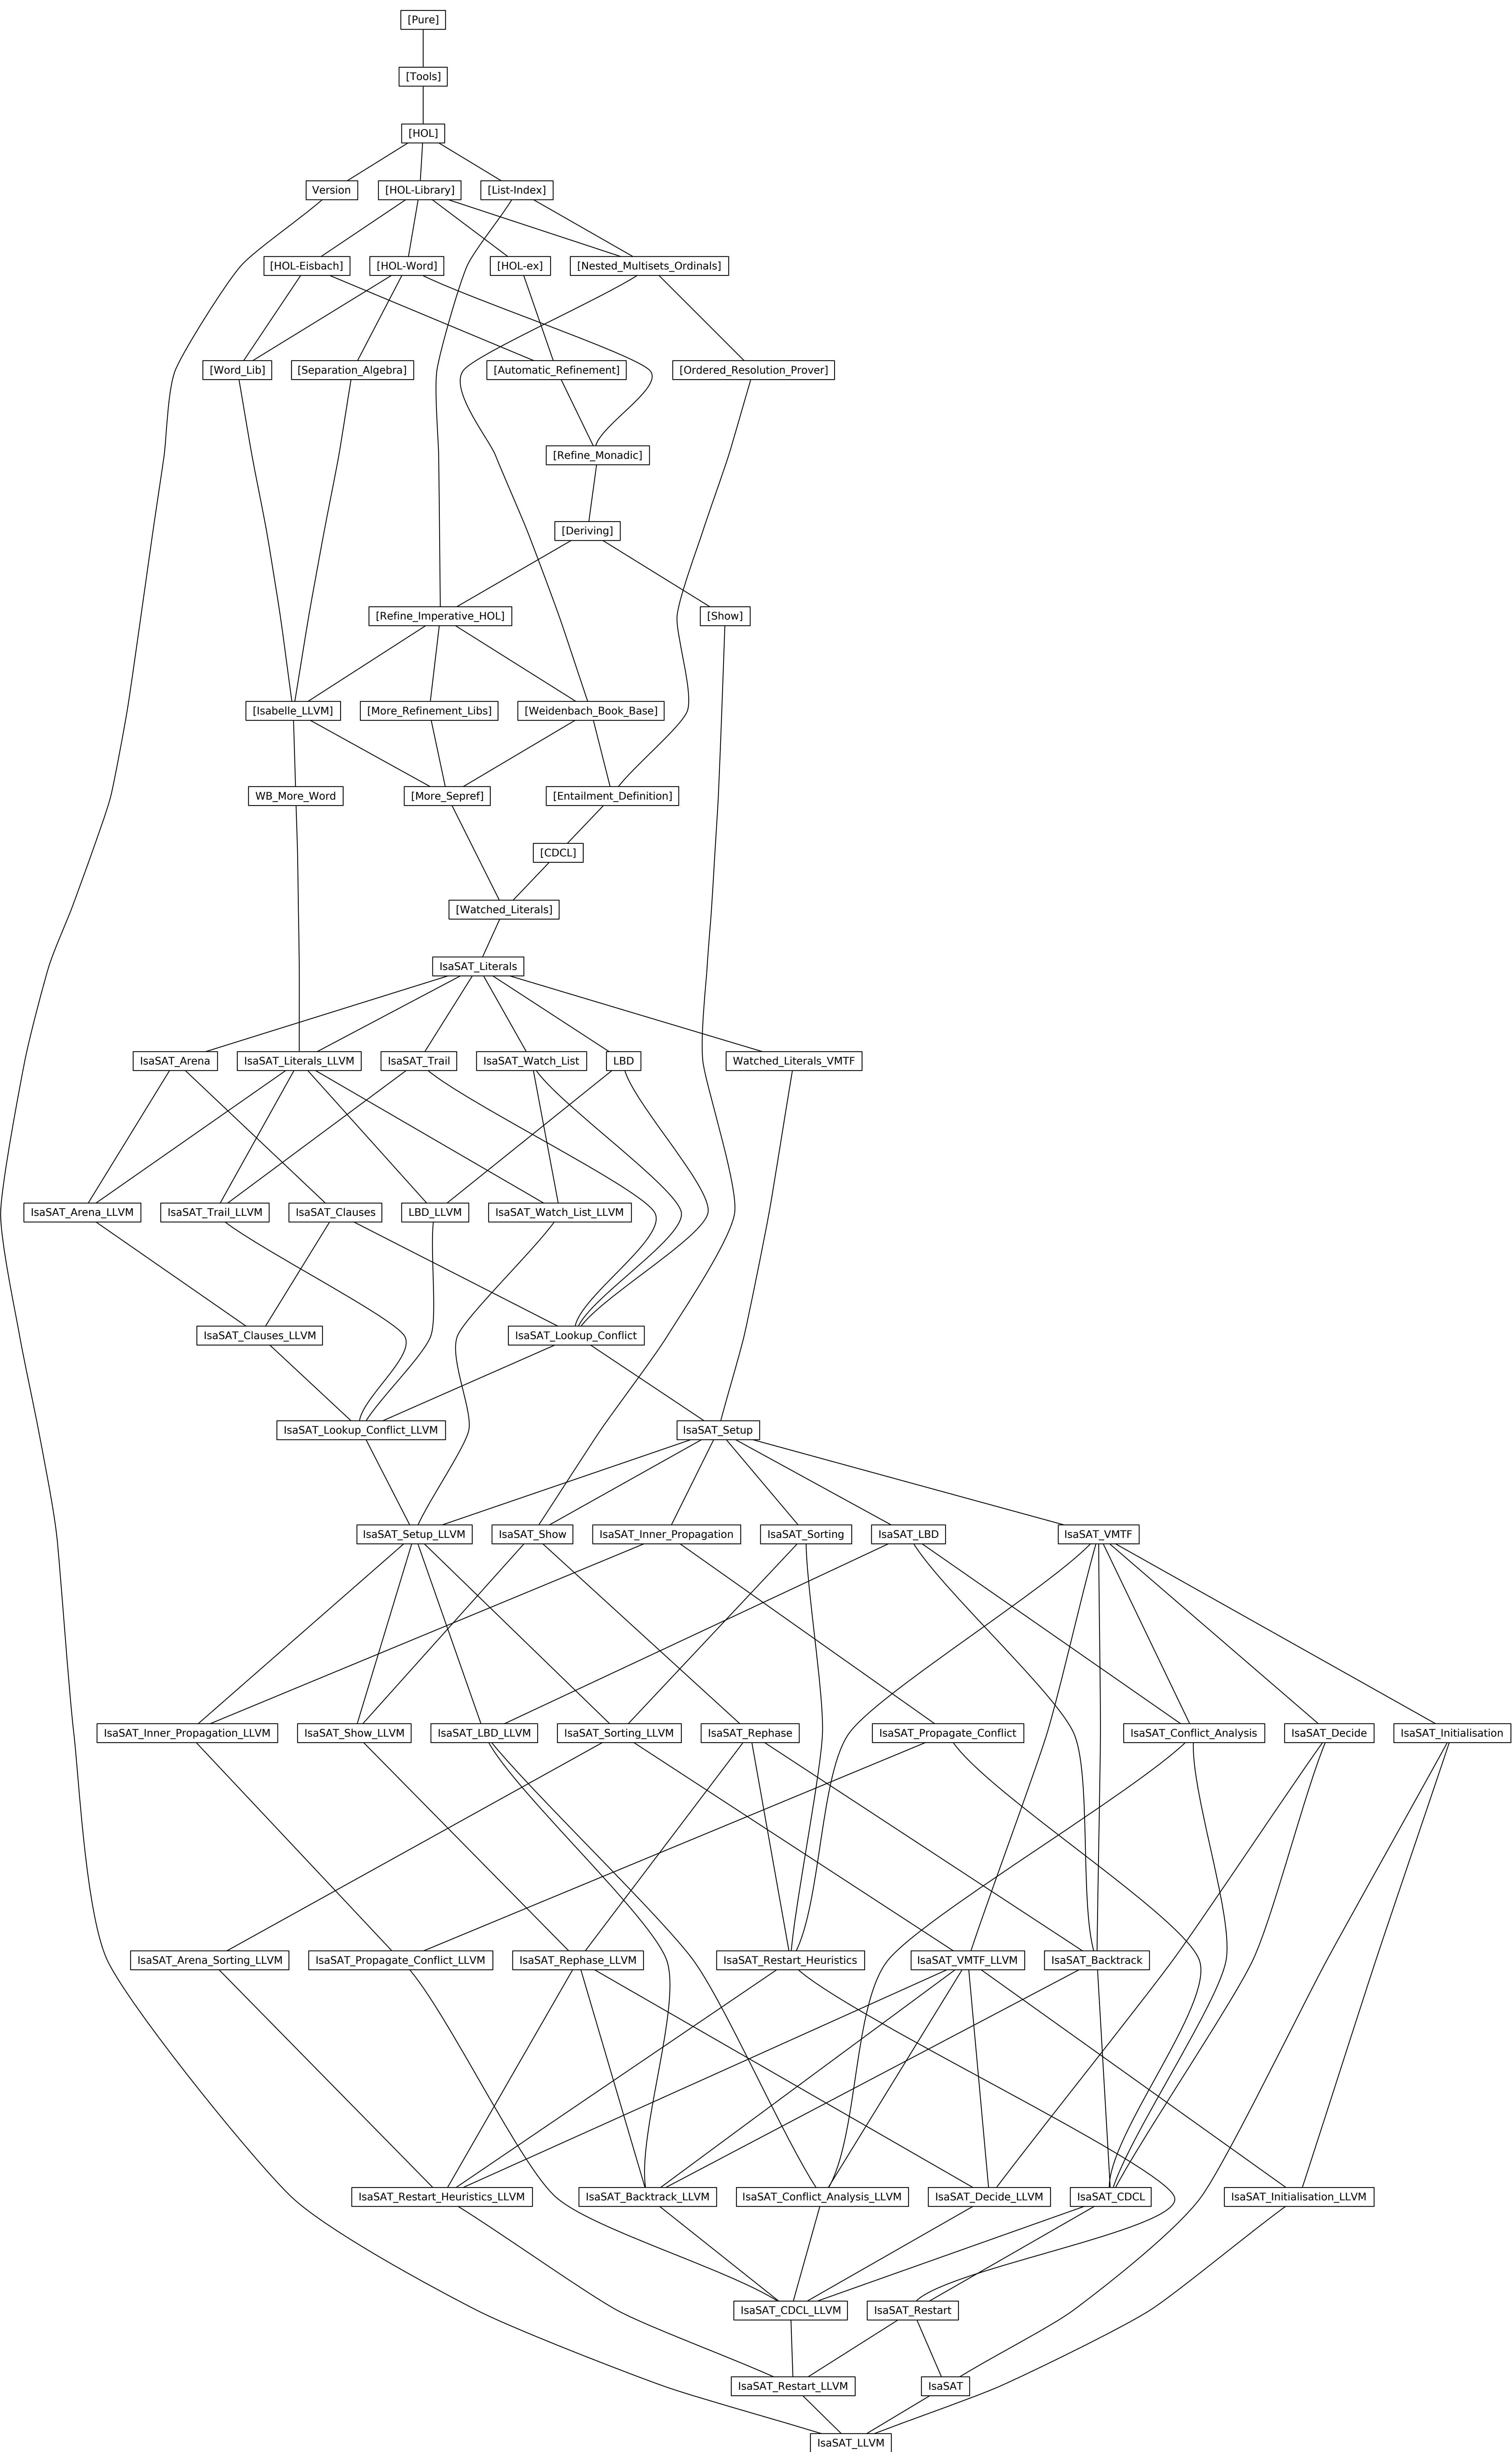 [Pure]
[Tools]
[HOL]
Version
[HOL-Library]
[List-Index]
[HOL-Eisbach]
[HOL-Word]
[HOL-ex]
[Nested_Multisets_Ordinals]
[Word_Lib]
[Separation_Algebra]
[Automatic_Refinement]
[Ordered_Resolution_Prover]
[Refine_Monadic]
[Deriving]
[Refine_Imperative_HOL]
[Show]
[Isabelle_LLVM]
[More_Refinement_Libs]
[Weidenbach_Book_Base]
WB_More_Word
[More_Sepref]
[Entailment_Definition]
[CDCL]
[Watched_Literals]
IsaSAT_Literals
IsaSAT_Arena
IsaSAT_Literals_LLVM
IsaSAT_Trail
IsaSAT_Watch_List
LBD
Watched_Literals_VMTF
IsaSAT_Arena_LLVM
IsaSAT_Trail_LLVM
IsaSAT_Clauses
LBD_LLVM
IsaSAT_Watch_List_LLVM
IsaSAT_Clauses_LLVM
IsaSAT_Lookup_Conflict
IsaSAT_Lookup_Conflict_LLVM
IsaSAT_Setup
IsaSAT_Setup_LLVM
IsaSAT_Show
IsaSAT_Inner_Propagation
IsaSAT_Sorting
IsaSAT_LBD
IsaSAT_VMTF
IsaSAT_Inner_Propagation_LLVM
IsaSAT_Show_LLVM
IsaSAT_LBD_LLVM
IsaSAT_Sorting_LLVM
IsaSAT_Rephase
IsaSAT_Propagate_Conflict
IsaSAT_Conflict_Analysis
IsaSAT_Decide
IsaSAT_Initialisation
IsaSAT_Arena_Sorting_LLVM
IsaSAT_Propagate_Conflict_LLVM
IsaSAT_Rephase_LLVM
IsaSAT_Restart_Heuristics
IsaSAT_VMTF_LLVM
IsaSAT_Backtrack
IsaSAT_Restart_Heuristics_LLVM
IsaSAT_Backtrack_LLVM
IsaSAT_Conflict_Analysis_LLVM
IsaSAT_Decide_LLVM
IsaSAT_CDCL
IsaSAT_Initialisation_LLVM
IsaSAT_CDCL_LLVM
IsaSAT_Restart
IsaSAT_Restart_LLVM
IsaSAT
IsaSAT_LLVM